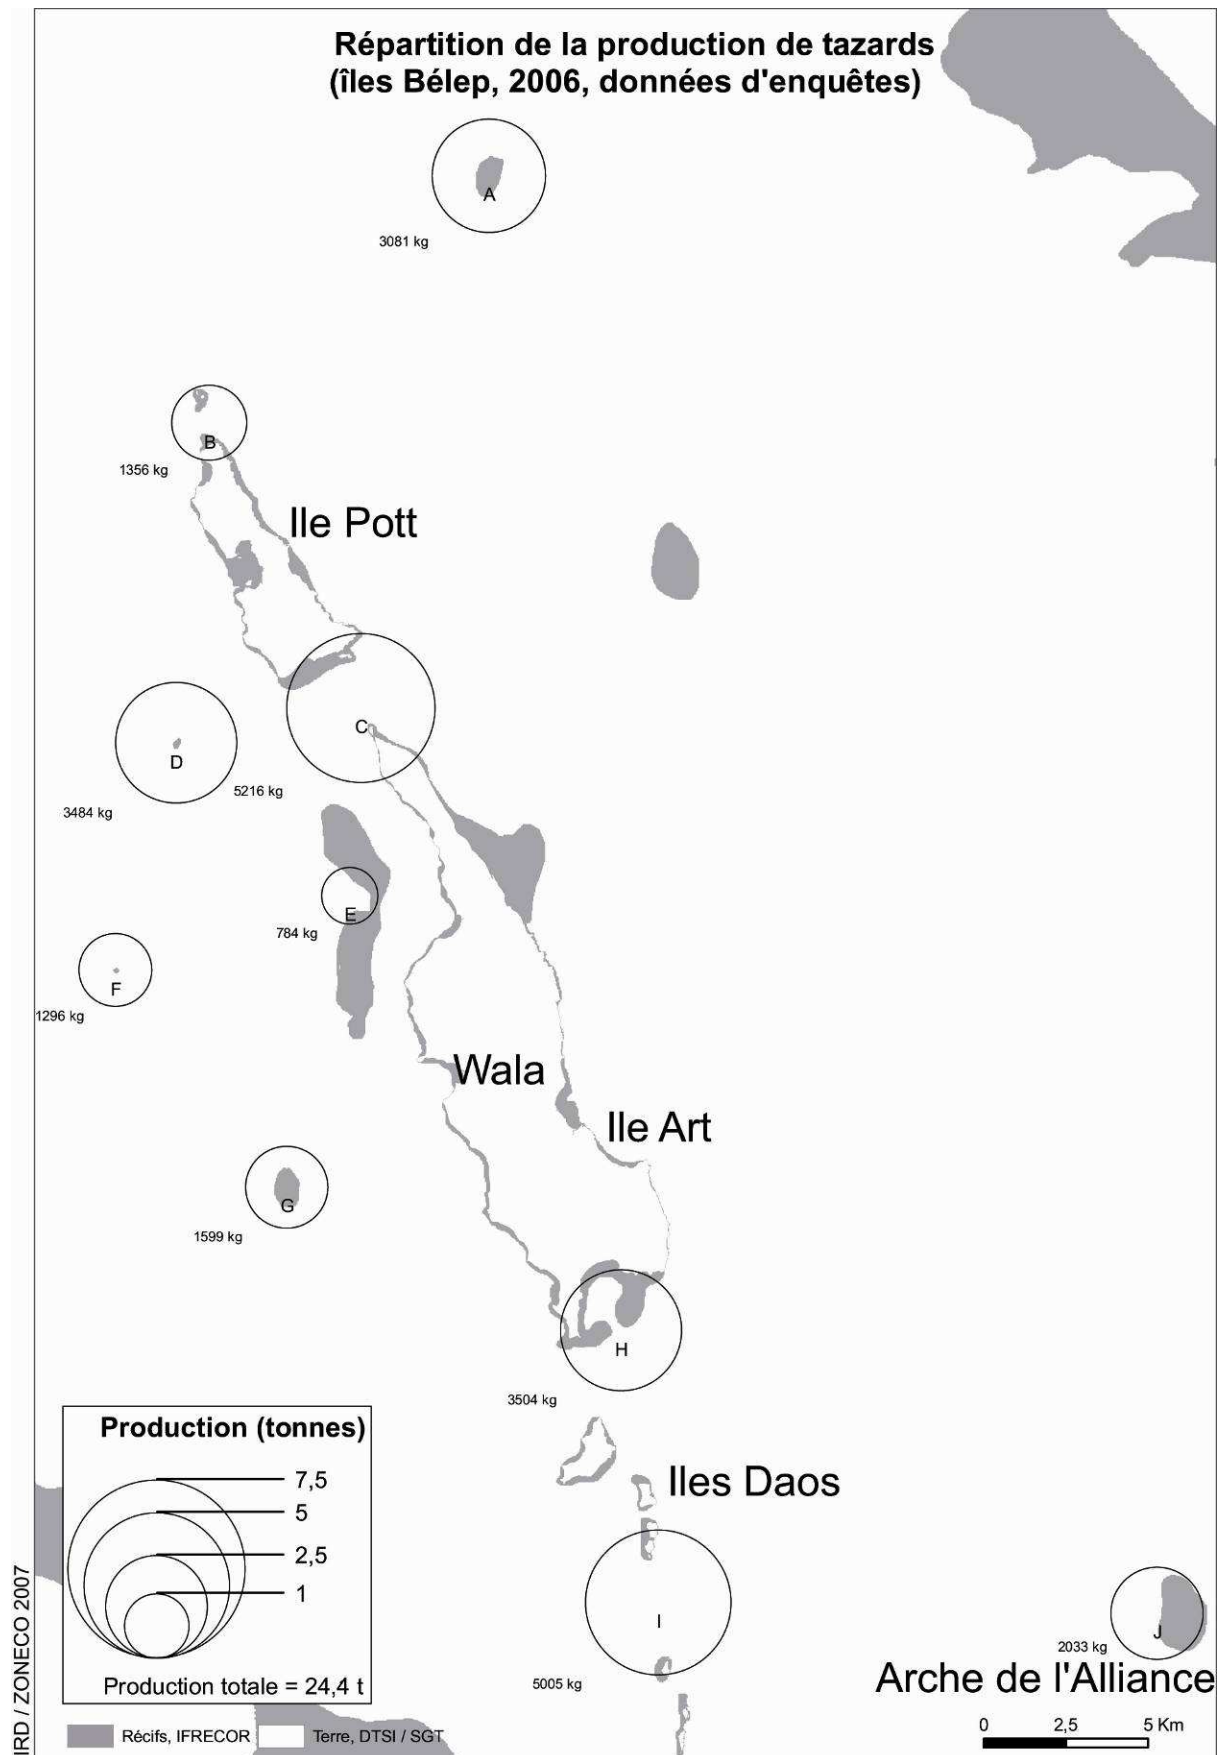 Répartition de la production de tazards
(îles Bélep, 2006, données d'enquêtes)
A
3081 kg
B
1356 kg
Ile Pott
C
D
5216 kg
3484 kg
E
784 kg
F
1296 kg
Wala
Ile Art
G
1599 kg
H
3504 kg
Production (tonnes)
7,5
5
2,5
1
Production totale = 24,4 t
Iles Daos
I
5005 kg
J
2033 kg
Arche de l'Alliance
0 2,5 5 Km
Récifs, IFRECOR
Terre, DTSI / SGT
IRD / ZONECO 2007